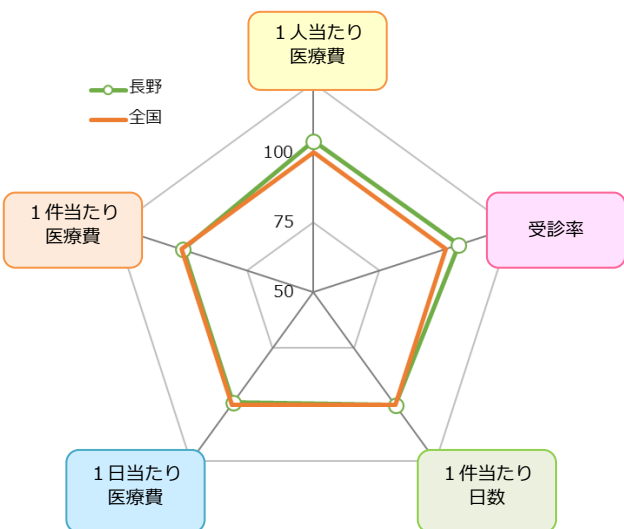 １人当たり
医療費
長野
全国
100
１件当たり
医療費
75
受診率
50
１日当たり
医療費
１件当たり
日数